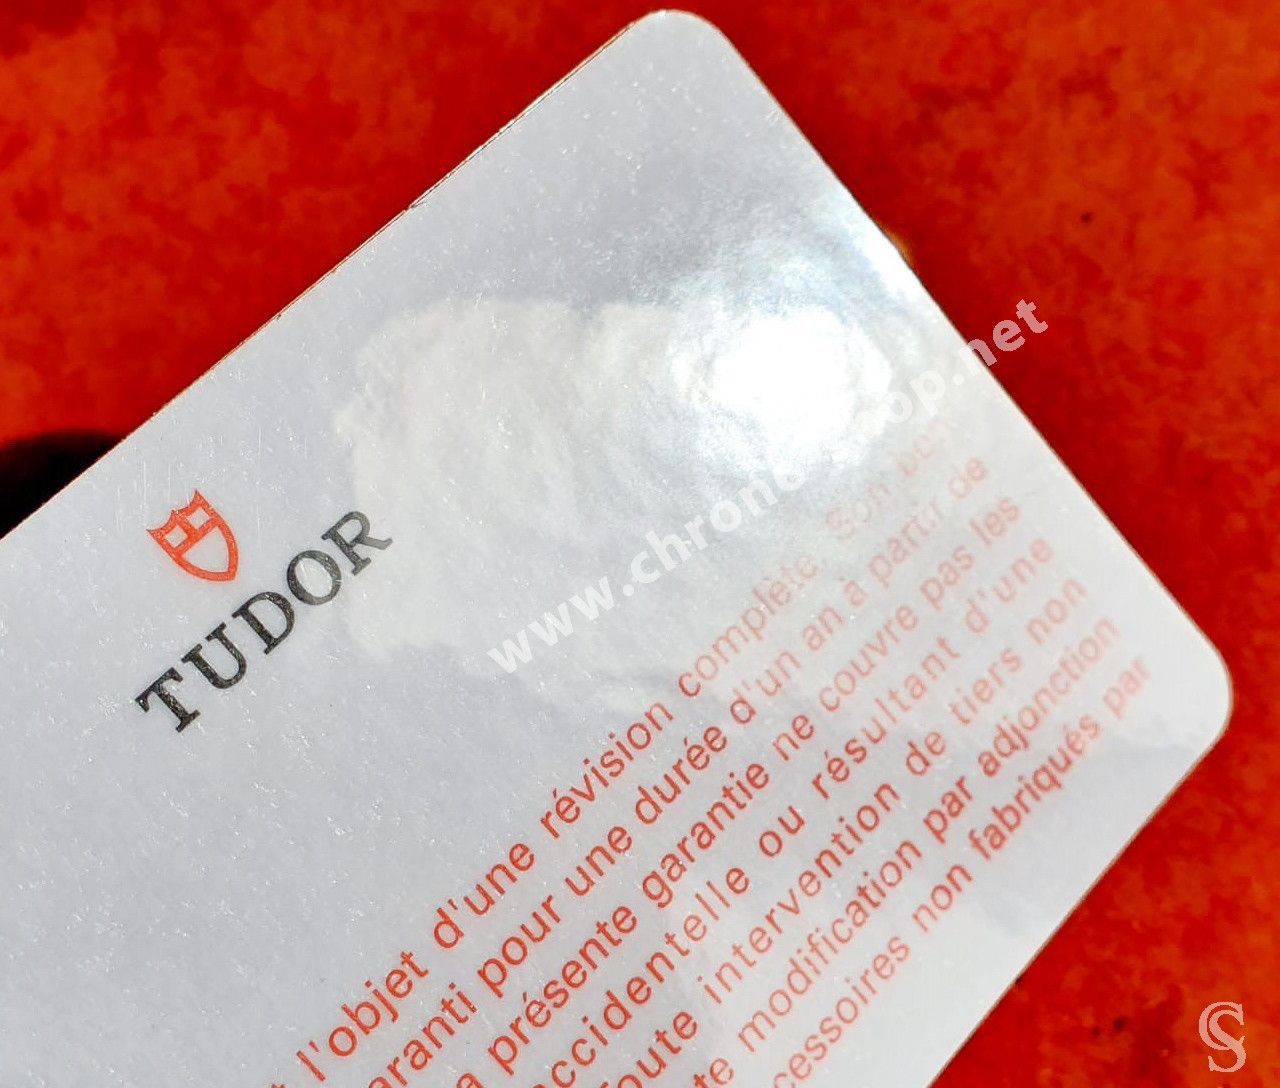 TUDOR
l'objet d'une révision complète. Son bon
pour une durée d'un an à partir de
présente garantie ne couvre pas les
accidentelle ou résultant d'une
toute intervention de tiers non
modification par adjonction
non fabriqués par
www.chronoshop.net